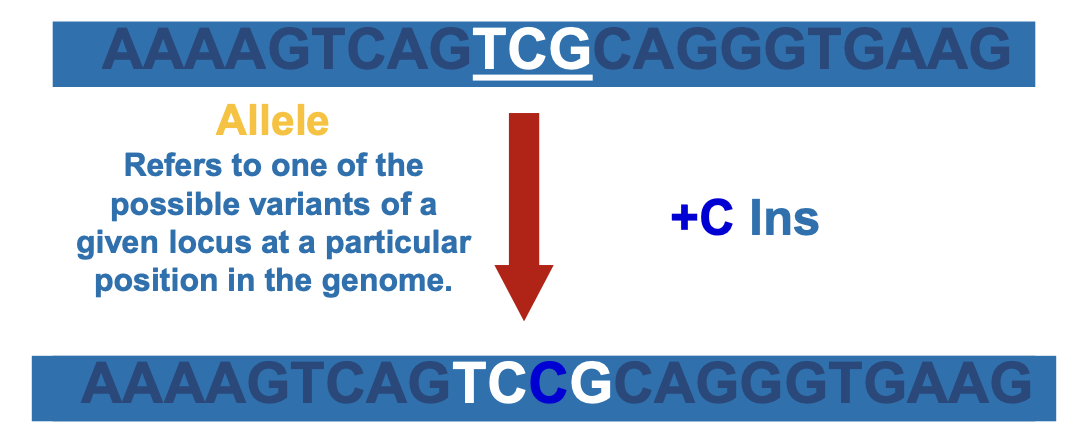 AAAAGTCAGTCGCAGGGTGAAG
Allele
Refers to one of the
possible variants of a
given locus at a particular
position in the genome.
+C Ins
AAAAGTCAGTCCGCAGGGTGAAG